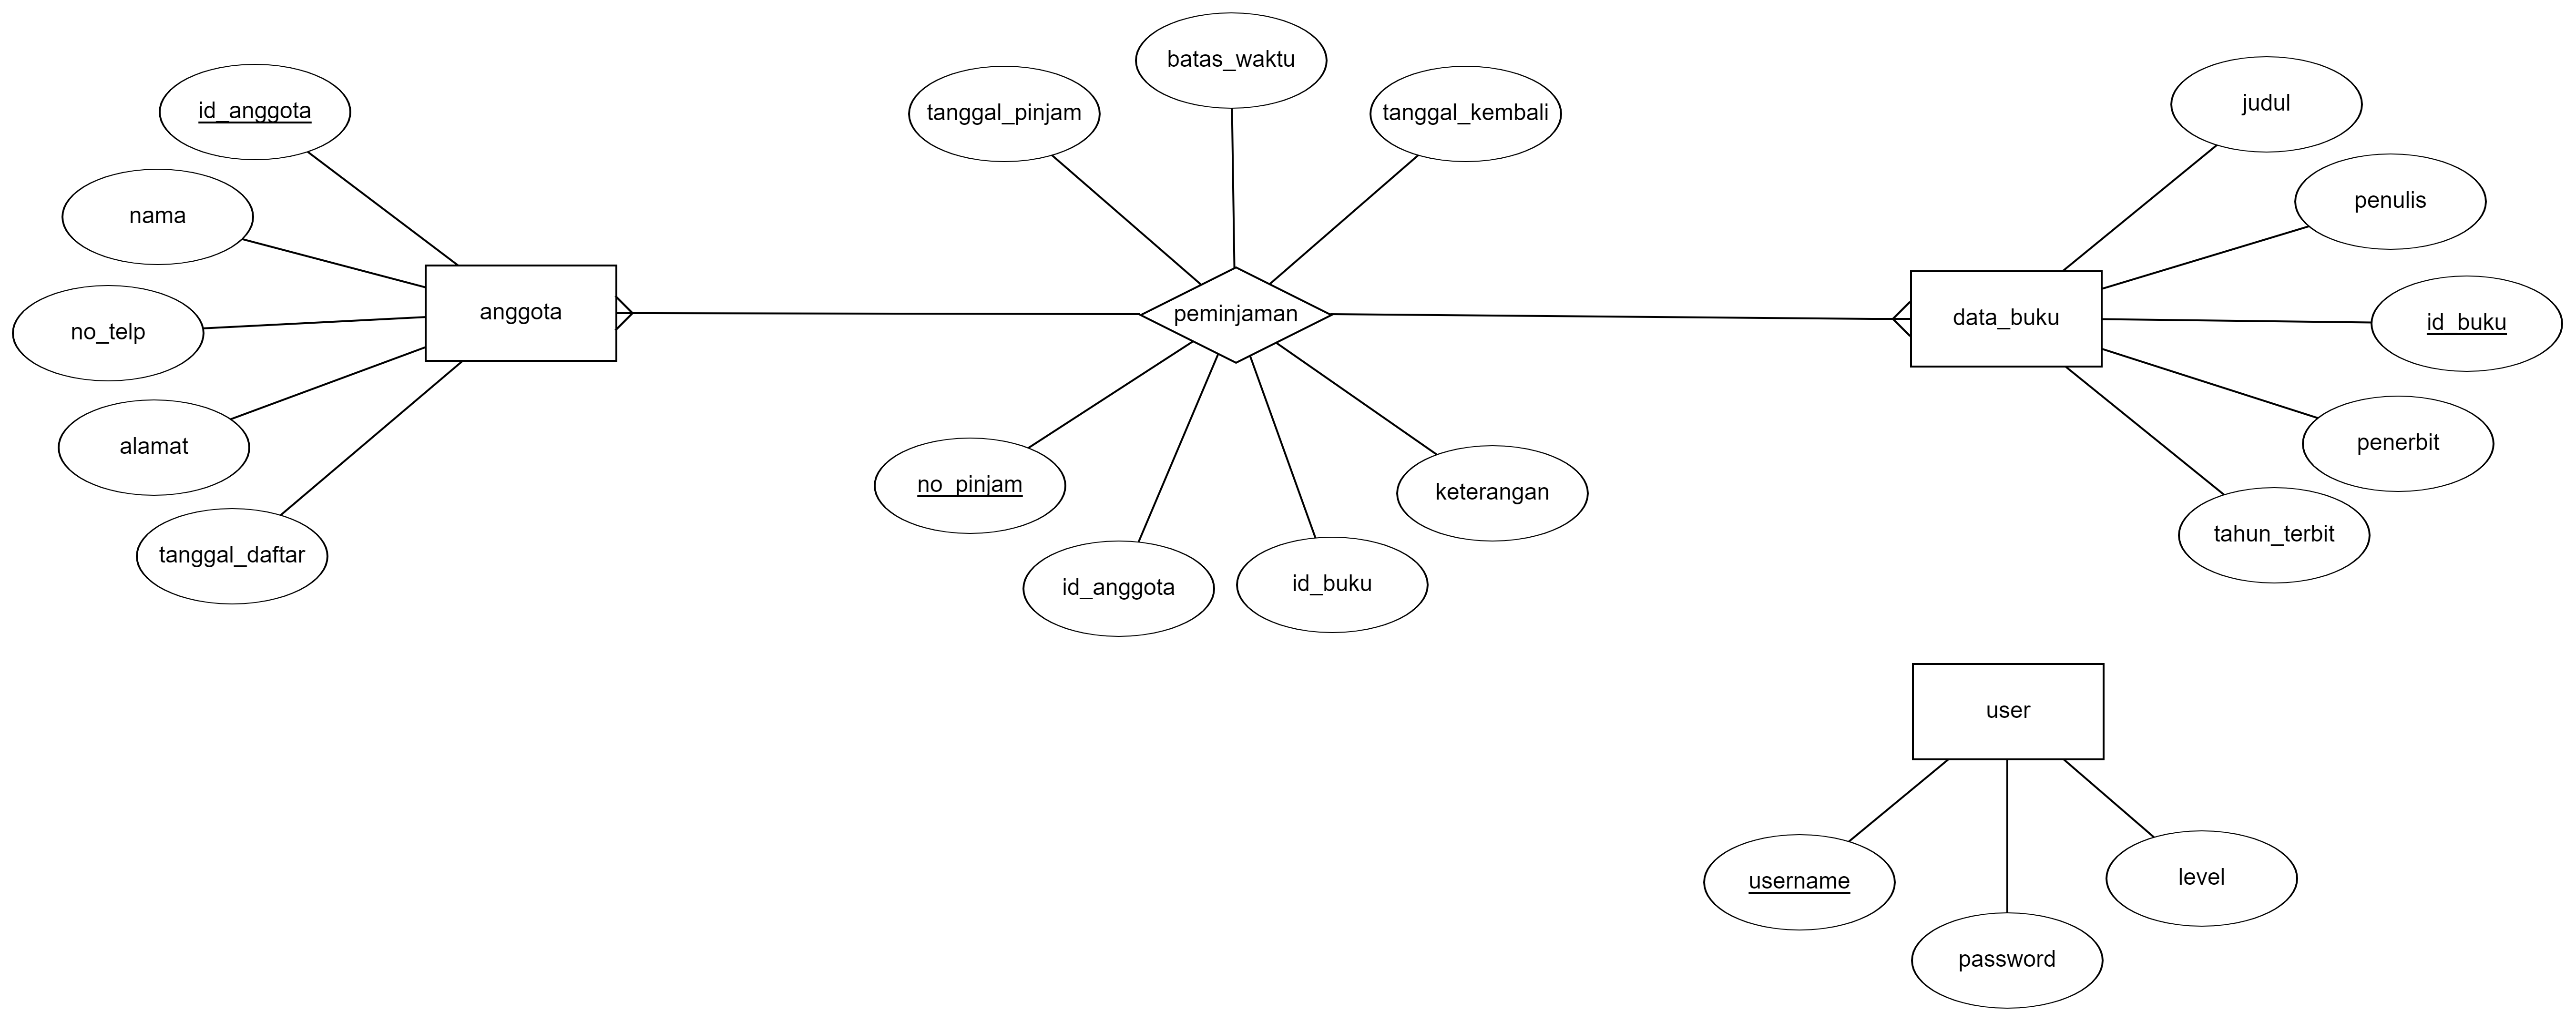 batas_waktu
judul
id_anggota
tanggal_pinjam
tanggal_kembali
penulis
nama
anggota
peminjaman
data_buku
id_buku
no_telp
alamat
penerbit
no_pinjam
keterangan
tahun_terbit
tanggal_daftar
id_anggota
id_buku
user
username
level
password